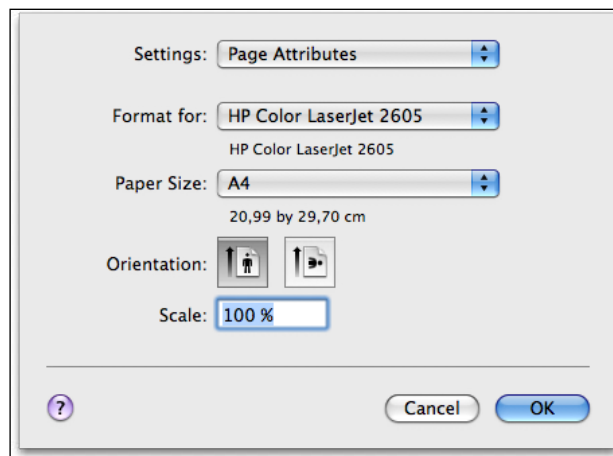 Settings: Page Attributes
Format for: HP Color LaserJet 2605
HP Color LaserJet 2605
Paper Size: A4
20,99 by 29,70 cm
Orientation:
Scale: 100 %
? Cancel OK